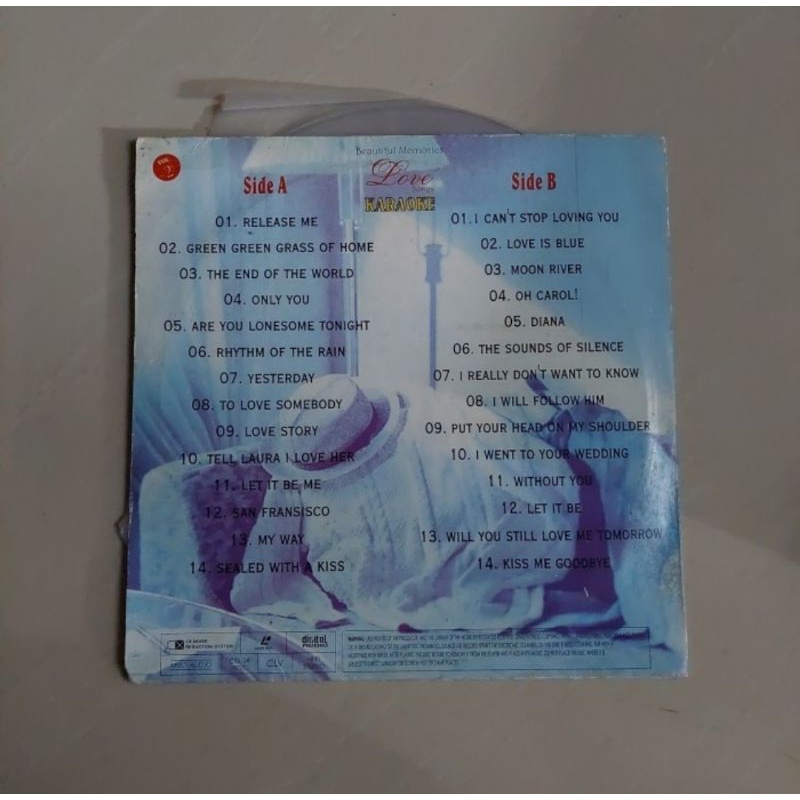 VOL 2
Beautiful Memories
Love
Songs
KARAOKE
Side A
01. RELEASE ME
02. GREEN GREEN GRASS OF HOME
03. THE END OF THE WORLD
04. ONLY YOU
05. ARE YOU LONESOME TONIGHT
06. RHYTHM OF THE RAIN
07. YESTERDAY
08. TO LOVE SOMEBODY
09. LOVE STORY
10. TELL LAURA I LOVE HER
11. LET IT BE ME
12. SAN FRANSISCO
13. MY WAY
14. SEALED WITH A KISS
Side B
01. I CAN'T STOP LOVING YOU
02. LOVE IS BLUE
03. MOON RIVER
04. OH CAROL!
05. DIANA
06. THE SOUNDS OF SILENCE
07. I REALLY DON'T WANT TO KNOW
08. I WILL FOLLOW HIM
09. PUT YOUR HEAD ON MY SHOULDER
10. I WENT TO YOUR WEDDING
11. WITHOUT YOU
12. LET IT BE
13. WILL YOU STILL LOVE ME TOMORROW
14. KISS ME GOODBYE
digital
AUDIO
CLV
WARNING: